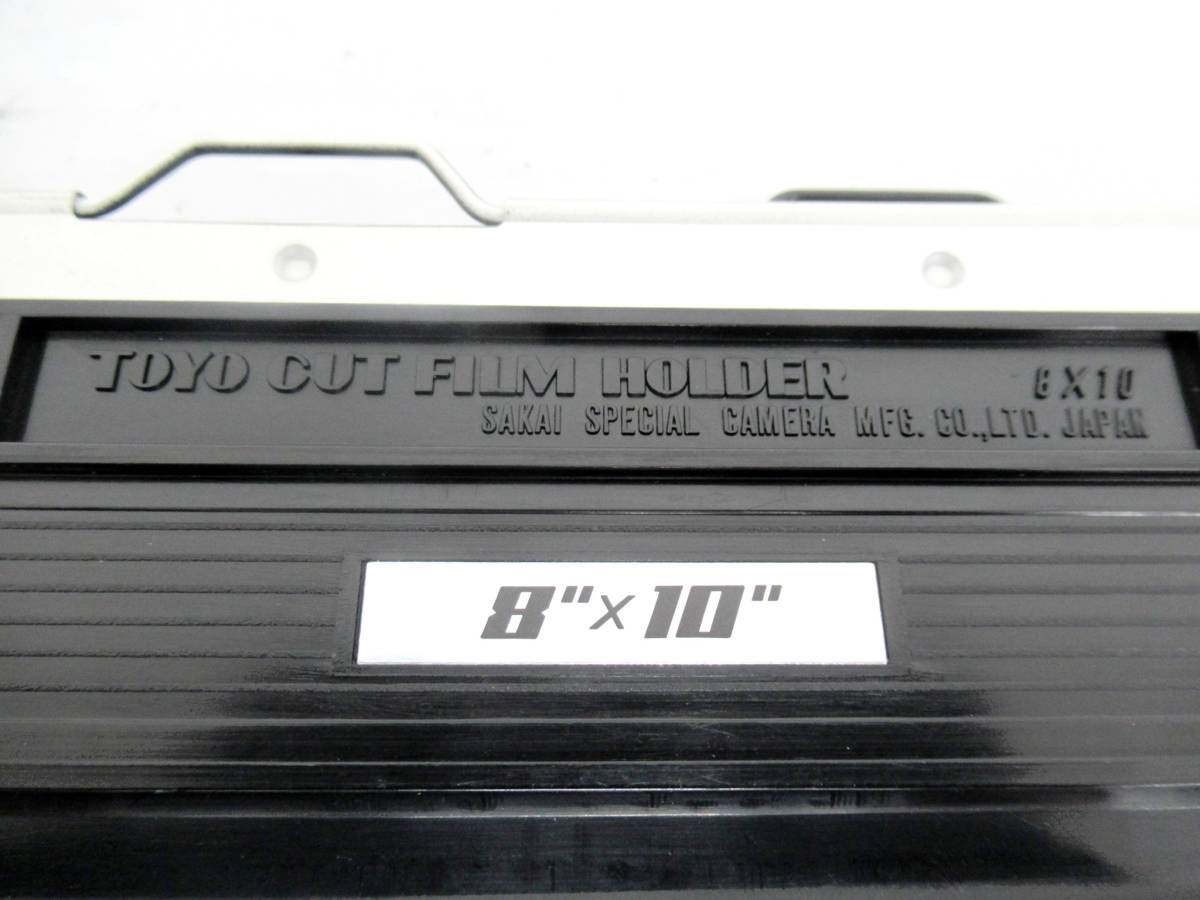 TOYO CUT FILM HOLDER 8X10
SAKAI SPECIAL CAMERA MFG. CO.,LTD. JAPAN
8"x10"